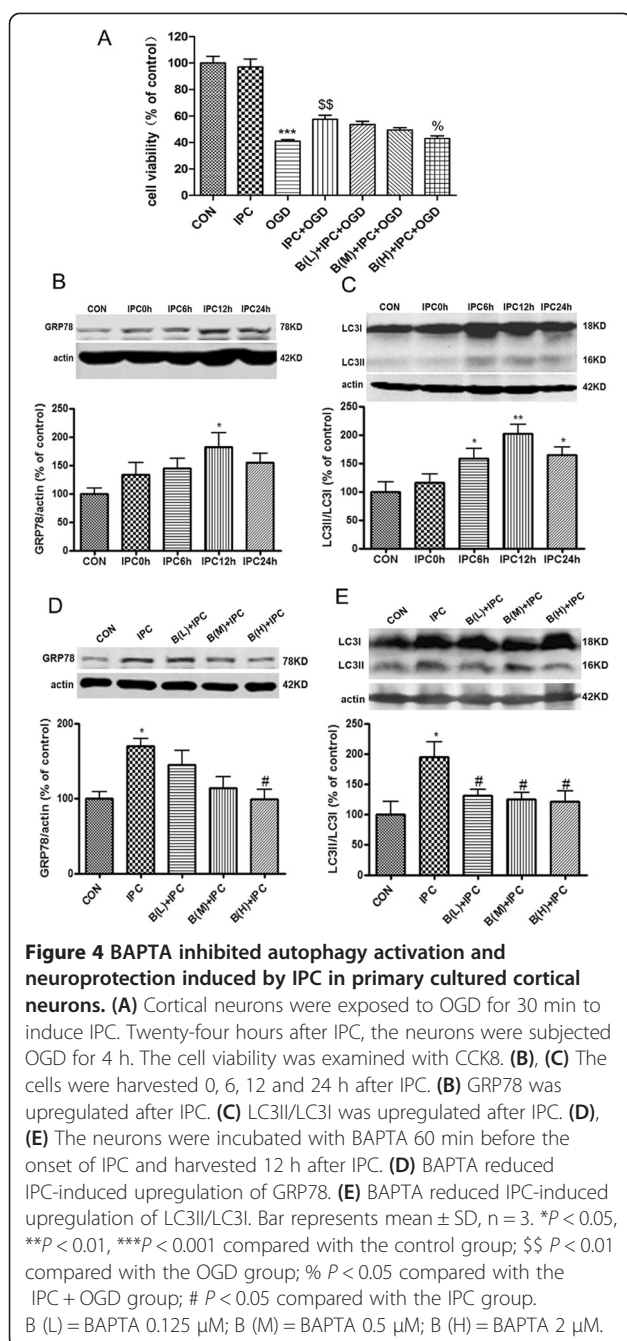 A
cell viability (% of control)
120
100
80
60
40
20
0
***
$$
%
CON
IPC
OGD
IPC+OGD
B(L)+IPC+OGD
B(M)+IPC+OGD
B(H)+IPC+OGD
B
CON IPC0h IPC6h IPC12h IPC24h
GRP78 78KD
actin 42KD
GRP78/actin (% of control)
250
200
150
100
50
0
*
CON IPC0h IPC6h IPC12h IPC24h
C
CON IPC0h IPC6h IPC12h IPC24h
LC3I 18KD
LC3II 16KD
actin 42KD
LC3II/LC3I (% of control)
250
200
150
100
50
0
* ** *
CON IPC0h IPC6h IPC12h IPC24h
D
CON IPC B(L)+IPC B(M)+IPC B(H)+IPC
GRP78 78KD
actin 42KD
GRP78/actin (% of control)
200
150
100
50
0
* #
CON IPC B(L)+IPC B(M)+IPC B(H)+IPC
E
CON IPC B(L)+IPC B(M)+IPC B(H)+IPC
LC3I 18KD
LC3II 16KD
actin 42KD
LC3II/LC3I (% of control)
250
200
150
100
50
0
* # # #
CON IPC B(L)+IPC B(M)+IPC B(H)+IPC
Figure 4 BAPTA inhibited autophagy activation and
neuroprotection induced by IPC in primary cultured cortical
neurons. (A) Cortical neurons were exposed to OGD for 30 min to
induce IPC. Twenty-four hours after IPC, the neurons were subjected
OGD for 4 h. The cell viability was examined with CCK8. (B), (C) The
cells were harvested 0, 6, 12 and 24 h after IPC. (B) GRP78 was
upregulated after IPC. (C) LC3II/LC3I was upregulated after IPC. (D),
(E) The neurons were incubated with BAPTA 60 min before the
onset of IPC and harvested 12 h after IPC. (D) BAPTA reduced
IPC-induced upregulation of GRP78. (E) BAPTA reduced IPC-induced
upregulation of LC3II/LC3I. Bar represents mean ± SD, n = 3. *P < 0.05,
**P < 0.01, ***P < 0.001 compared with the control group; $$ P < 0.01
compared with the OGD group; % P < 0.05 compared with the
IPC + OGD group; # P < 0.05 compared with the IPC group.
B (L) = BAPTA 0.125 μM; B (M) = BAPTA 0.5 μM; B (H) = BAPTA 2 μM.